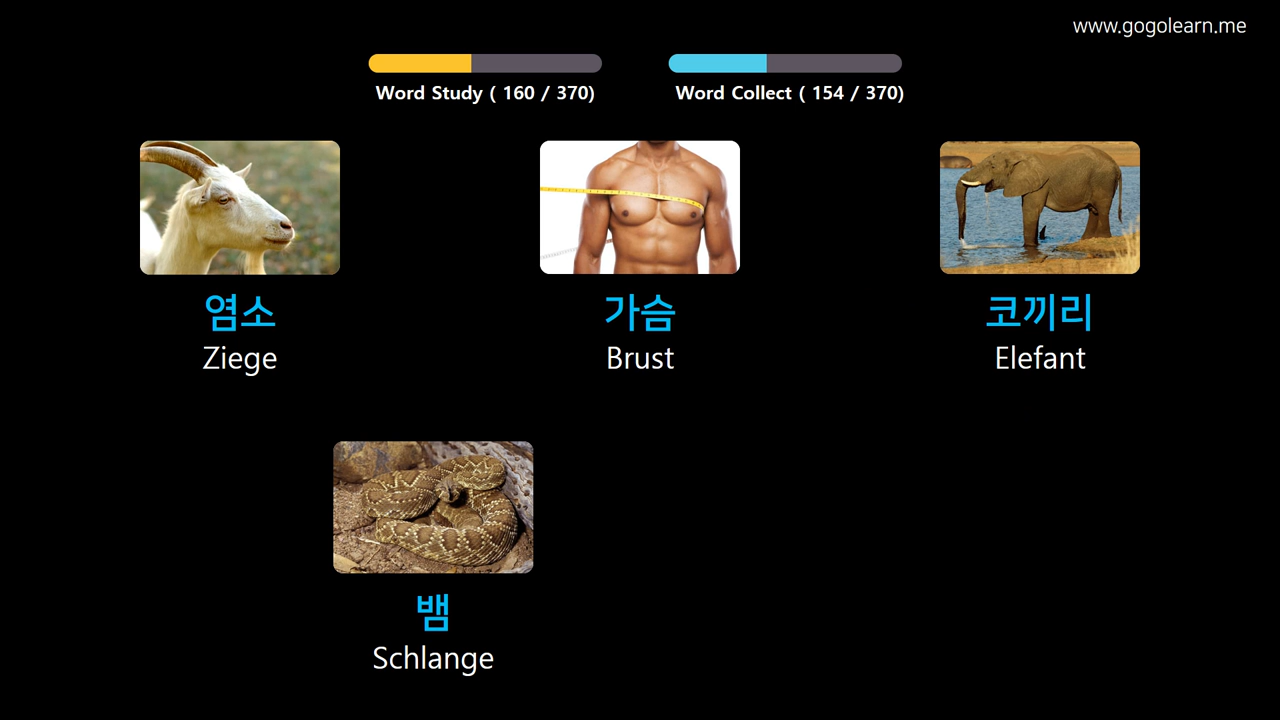 www.gogolearn.me
Word Study ( 160 / 370)
Word Collect ( 154 / 370)
염소
Ziege
가슴
Brust
코끼리
Elefant
뱀
Schlange